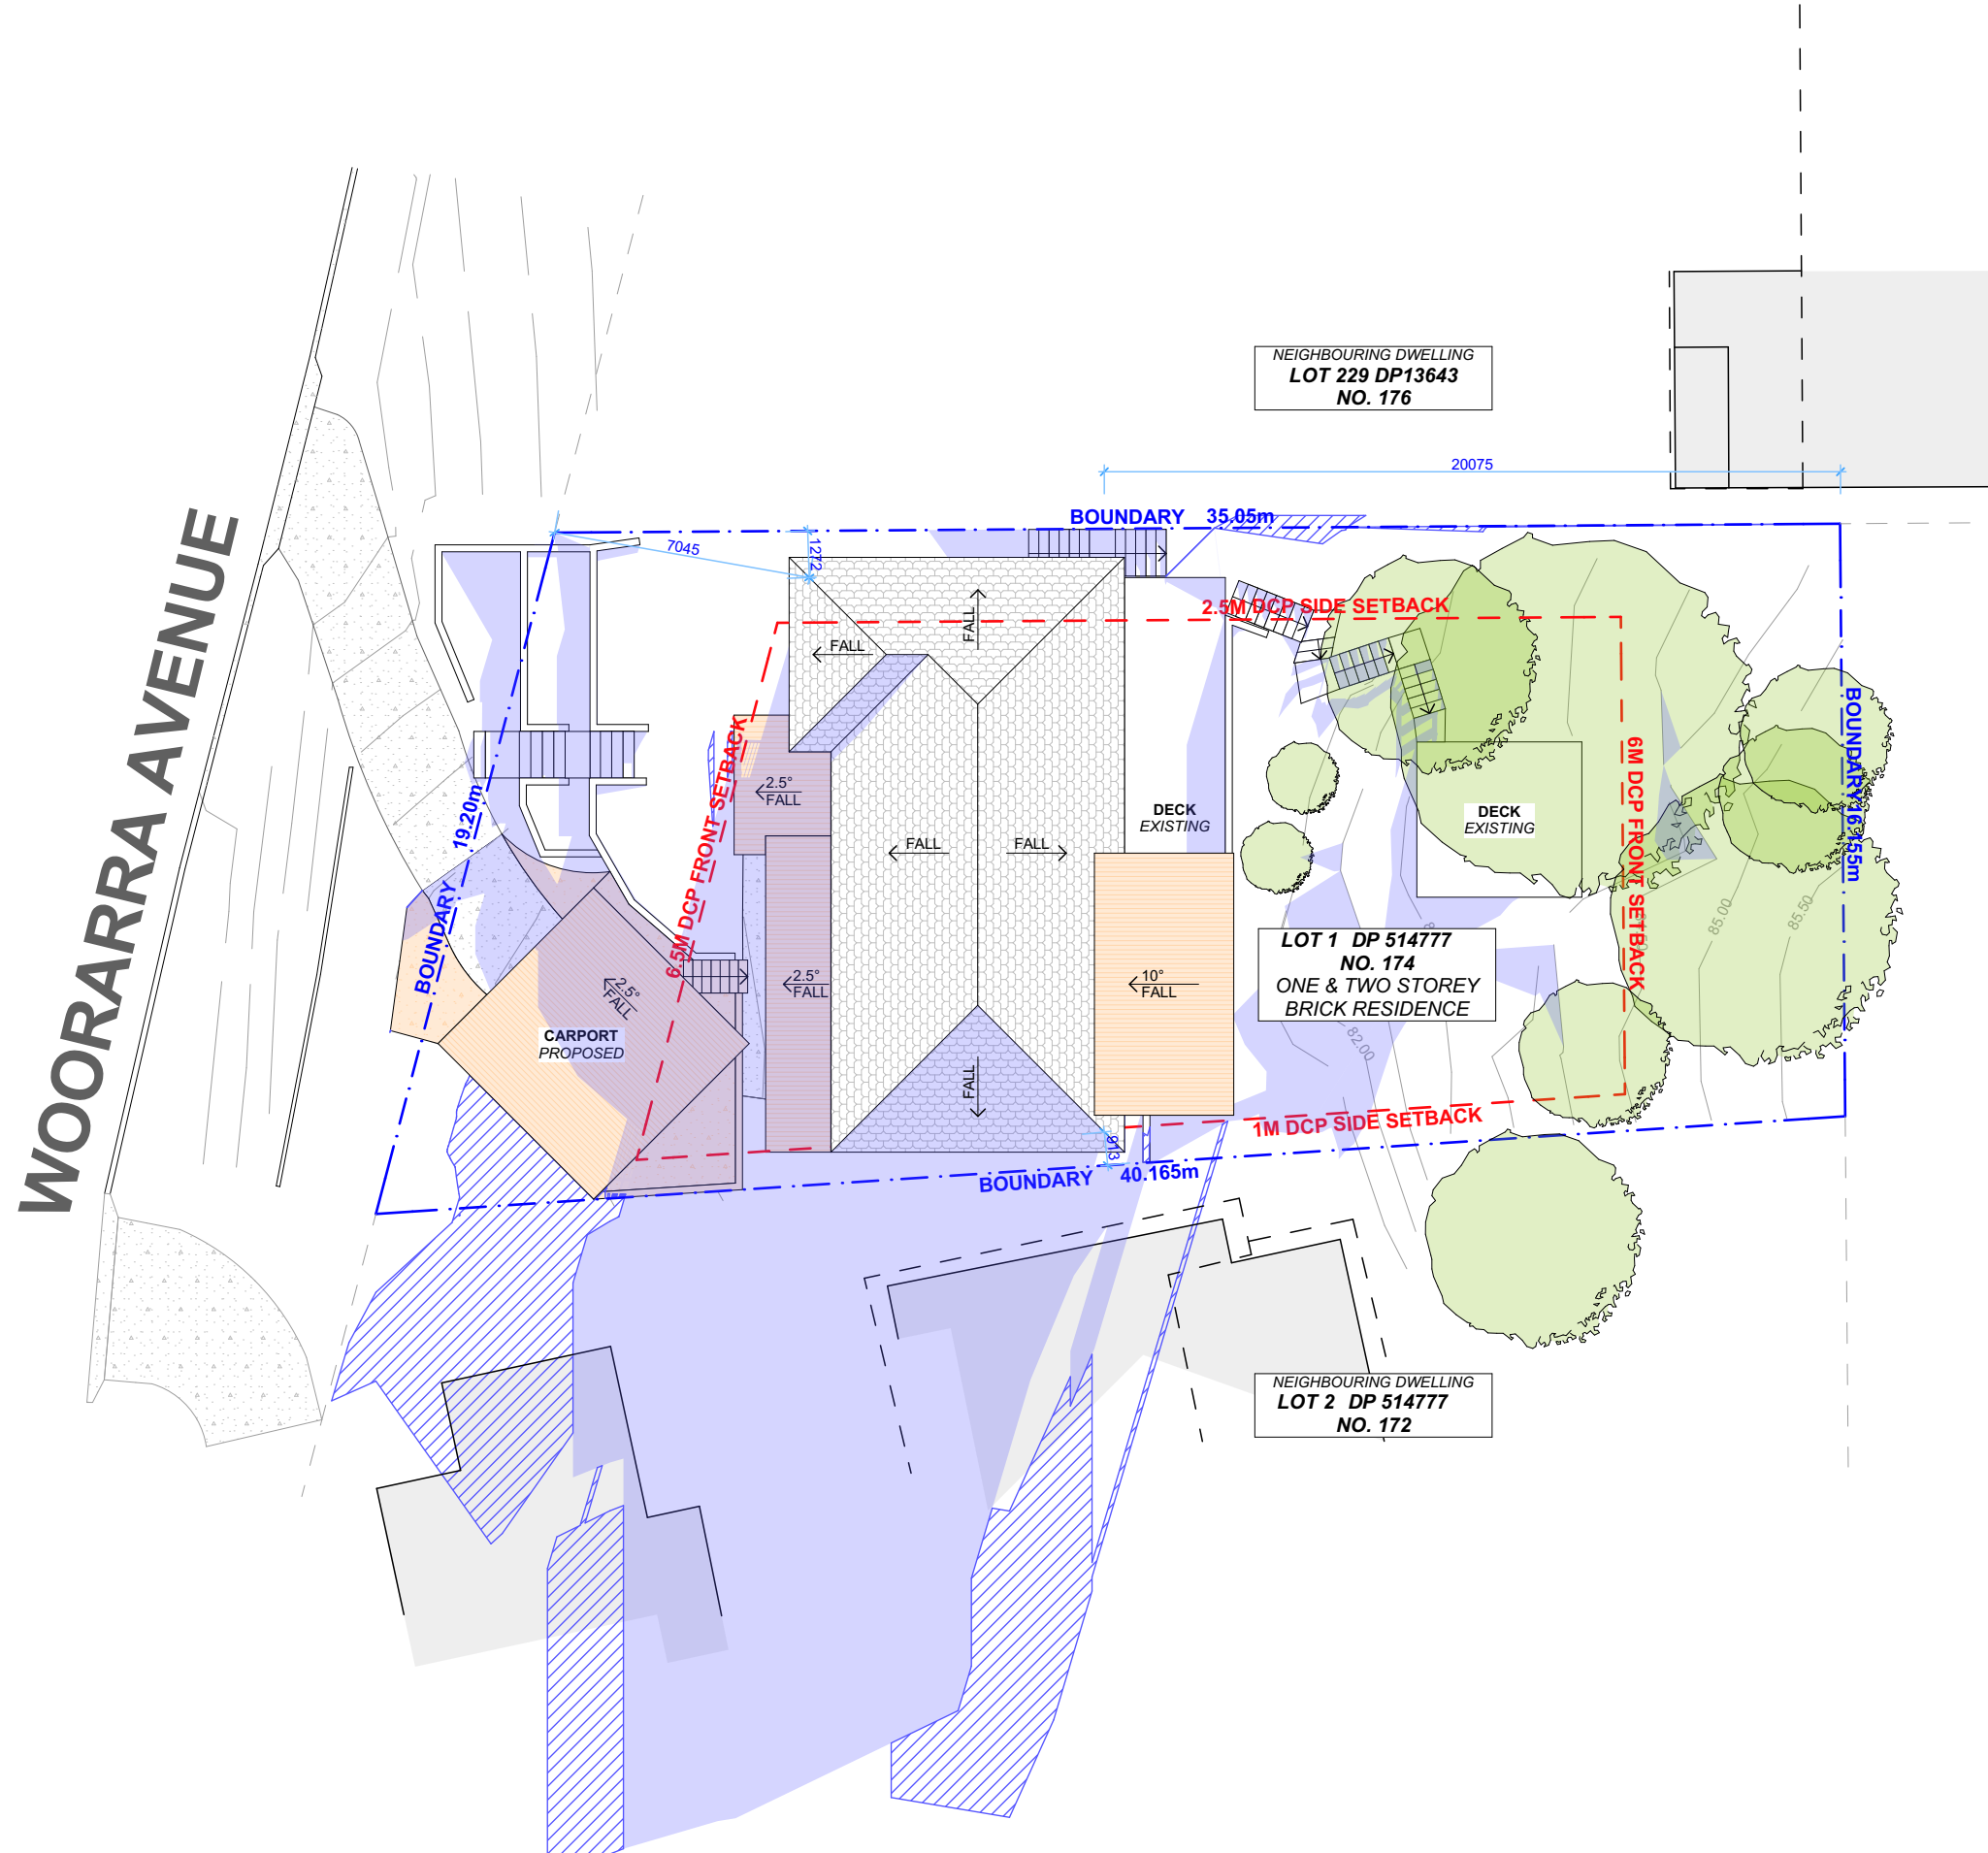 NEIGHBOURING DWELLING
LOT 229 DP13643
NO. 176
20075
BOUNDARY 35.05m
7045
1272
FALL
FALL
2.5M DCP SIDE SETBACK
WOORARRA AVENUE
BOUNDARY 19.20m
6.5M DCP FRONT SETBACK
2.5°
FALL
FALL
FALL
DECK
EXISTING
DECK
EXISTING
6M DCP FRONT SETBACK
BOUNDARY 16.155m
85.00
85.50
LOT 1 DP 514777
NO. 174
ONE & TWO STOREY
BRICK RESIDENCE
2.5°
FALL
2.5°
FALL
10°
FALL
CARPORT
PROPOSED
82.00
FALL
1M DCP SIDE SETBACK
913
BOUNDARY 40.165m
NEIGHBOURING DWELLING
LOT 2 DP 514777
NO. 172